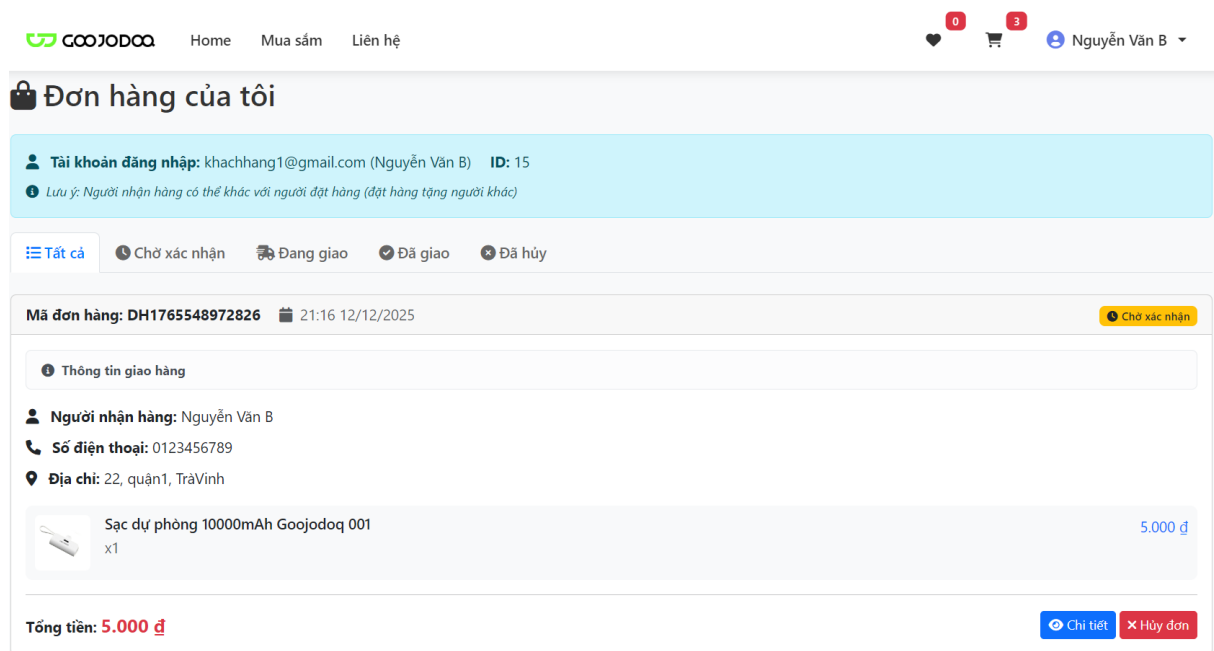 GOOJODOQ Home Mua sắm Liên hệ 0 3 Nguyễn Văn B
Đơn hàng của tôi
Tài khoản đăng nhập: khachhang1@gmail.com (Nguyễn Văn B) ID: 15
Lưu ý: Người nhận hàng có thể khác với người đặt hàng (đặt hàng tặng người khác)
Tất cả Chờ xác nhận Đang giao Đã giao Đã hủy
Mã đơn hàng: DH1765548972826 21:16 12/12/2025 Chờ xác nhận
Thông tin giao hàng
Người nhận hàng: Nguyễn Văn B
Số điện thoại: 0123456789
Địa chỉ: 22, quận1, TràVinh
Sạc dự phòng 10000mAh Goojodoq 001 5.000 ₫
x1
Tổng tiền: 5.000 ₫ Chi tiết Hủy đơn